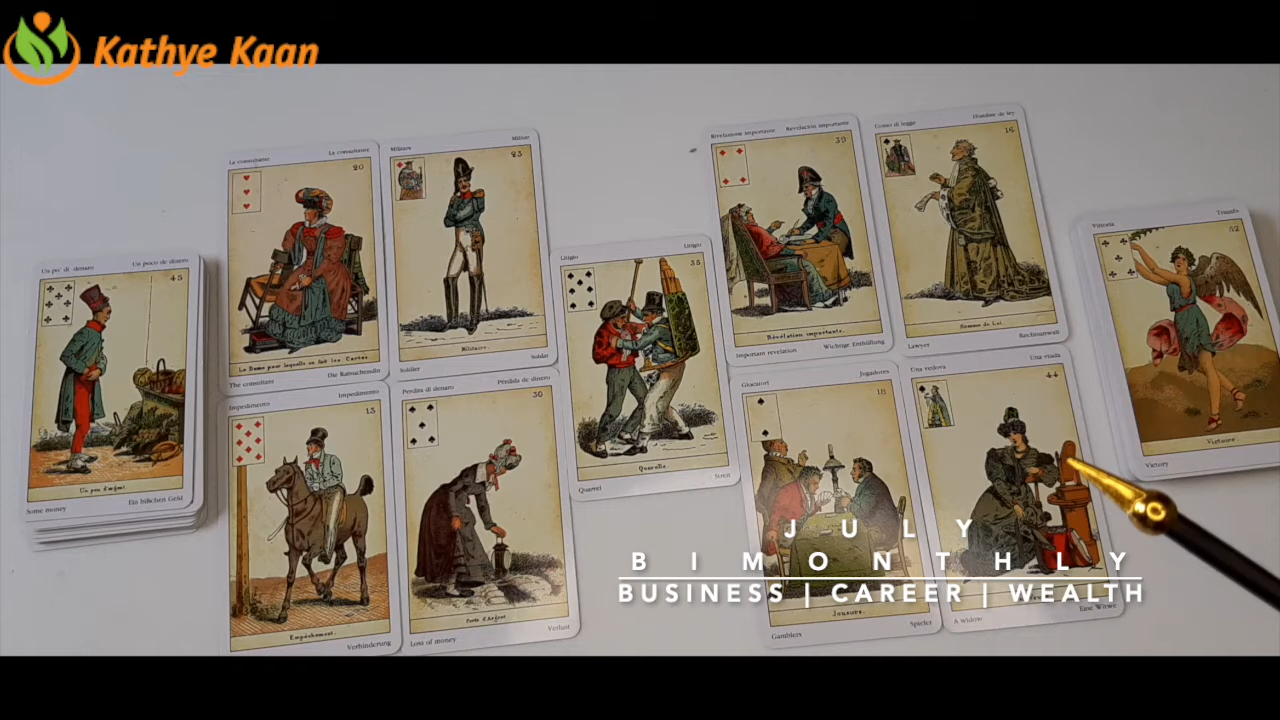 Kathye Kaan
Un po' di denaro Un poco de dinero
45
Un peu d'argent.
Some money Ein bißchen Geld
La consultante La consultante
20
La Dame pour laquelle se fait les Cartes
The consultant Die Ratsuchende
Militare Militar
23
Militaire.
Soldier Soldat
Impedimento Impedimento
13
Empêchement.
Verhinderung
Perdita di denaro Pérdida de dinero
30
Perte d'Argent
Loss of money Verlust
Litigio Litigio
35
Querelle.
Quarrel Streit
Rivelazione importante Revelación importante
39
Révélation importante.
Important revelation Wichtige Enthüllung
Uomo di legge Hombre de ley
16
Homme de Loi.
Lawyer Rechtsanwalt
Giocatori Jugadores
18
Joueurs.
Gamblers Spieler
Una vedova Una viuda
44
A widow Eine Witwe
Vittoria Triunfo
52
Victoire.
Victory
JULY
BIMONTHLY
BUSINESS | CAREER | WEALTH